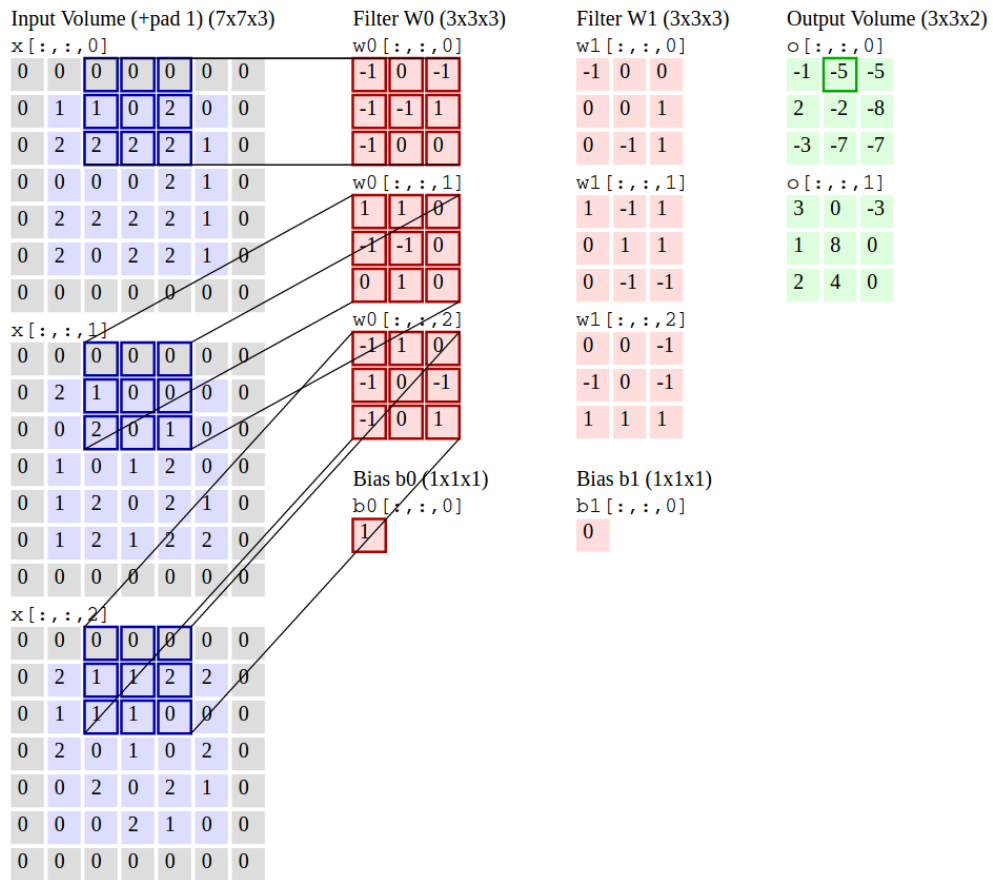 Input Volume (+pad 1) (7x7x3)
x[:,:,0]
0 0 0 0 0 0 0
0 1 1 0 2 0 0
0 2 2 2 2 1 0
0 0 0 0 2 1 0
0 2 2 2 2 1 0
0 2 0 2 2 1 0
0 0 0 0 0 0 0
x[:,:,1]
0 0 0 0 0 0 0
0 2 1 0 0 0 0
0 0 2 0 1 0 0
0 1 0 1 2 0 0
0 1 2 0 2 1 0
0 1 2 1 2 2 0
0 0 0 0 0 0 0
x[:,:,2]
0 0 0 0 0 0 0
0 2 1 1 2 2 0
0 1 1 1 0 0 0
0 2 0 1 0 2 0
0 0 2 0 2 1 0
0 0 0 2 1 0 0
0 0 0 0 0 0 0
Filter W0 (3x3x3)
w0[:,:,0]
-1 0 -1
-1 -1 1
-1 0 0
w0[:,:,1]
1 1 0
-1 -1 0
0 1 0
w0[:,:,2]
-1 1 0
-1 0 -1
-1 0 1
Bias b0 (1x1x1)
b0[:,:,0]
1
Filter W1 (3x3x3)
w1[:,:,0]
-1 0 0
0 0 1
0 -1 1
w1[:,:,1]
1 -1 1
0 1 1
0 -1 -1
w1[:,:,2]
0 0 -1
-1 0 -1
1 1 1
Bias b1 (1x1x1)
b1[:,:,0]
0
Output Volume (3x3x2)
o[:,:,0]
-1 -5 -5
2 -2 -8
-3 -7 -7
o[:,:,1]
3 0 -3
1 8 0
2 4 0